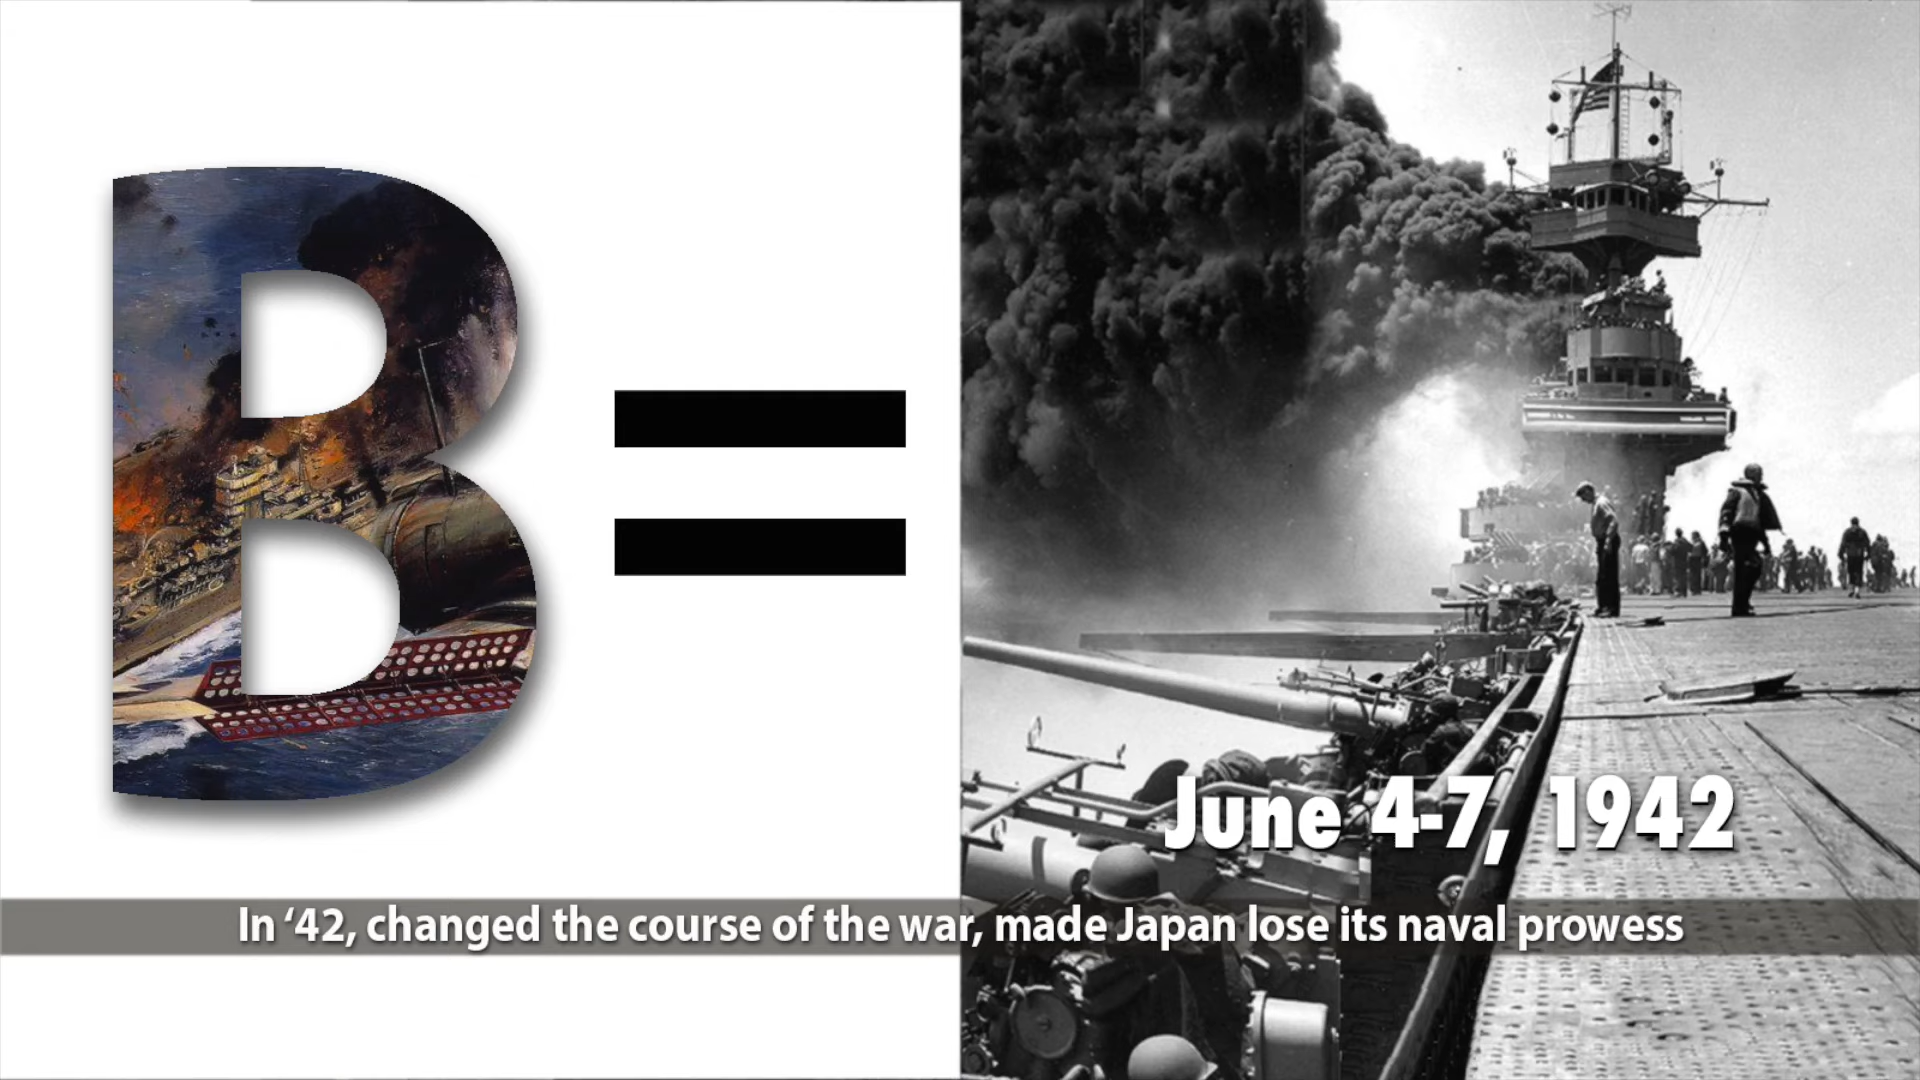 B=
June 4-7, 1942
In ‘42, changed the course of the war, made Japan lose its naval prowess